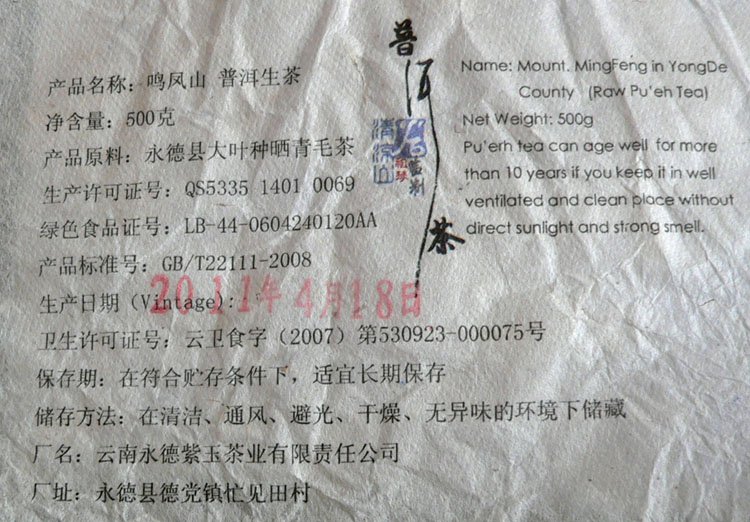 产品名称：鸣凤山 普洱生茶
净含量：500克
产品原料：永德县大叶种晒青毛茶
生产许可证号：QS5335 1401 0069
绿色食品证号：LB-44-0604240120AA
产品标准号：GB/T22111-2008
生产日期（Vintage）：2011年4月18日
卫生许可证号：云卫食字（2007）第530923-000075号
保存期：在符合贮存条件下，适宜长期保存
储存方法：在清洁、通风、避光、干燥、无异味的环境下储藏
厂名：云南永德紫玉茶业有限责任公司
厂址：永德县德党镇忙见田村
普洱茶
Name: Mount. MingFeng in YongDe
County (Raw Pu'eh Tea)
Net Weight: 500g
Pu'erh tea can age well for more
than 10 years if you keep it in well
ventilated and clean place without
direct sunlight and strong smell.